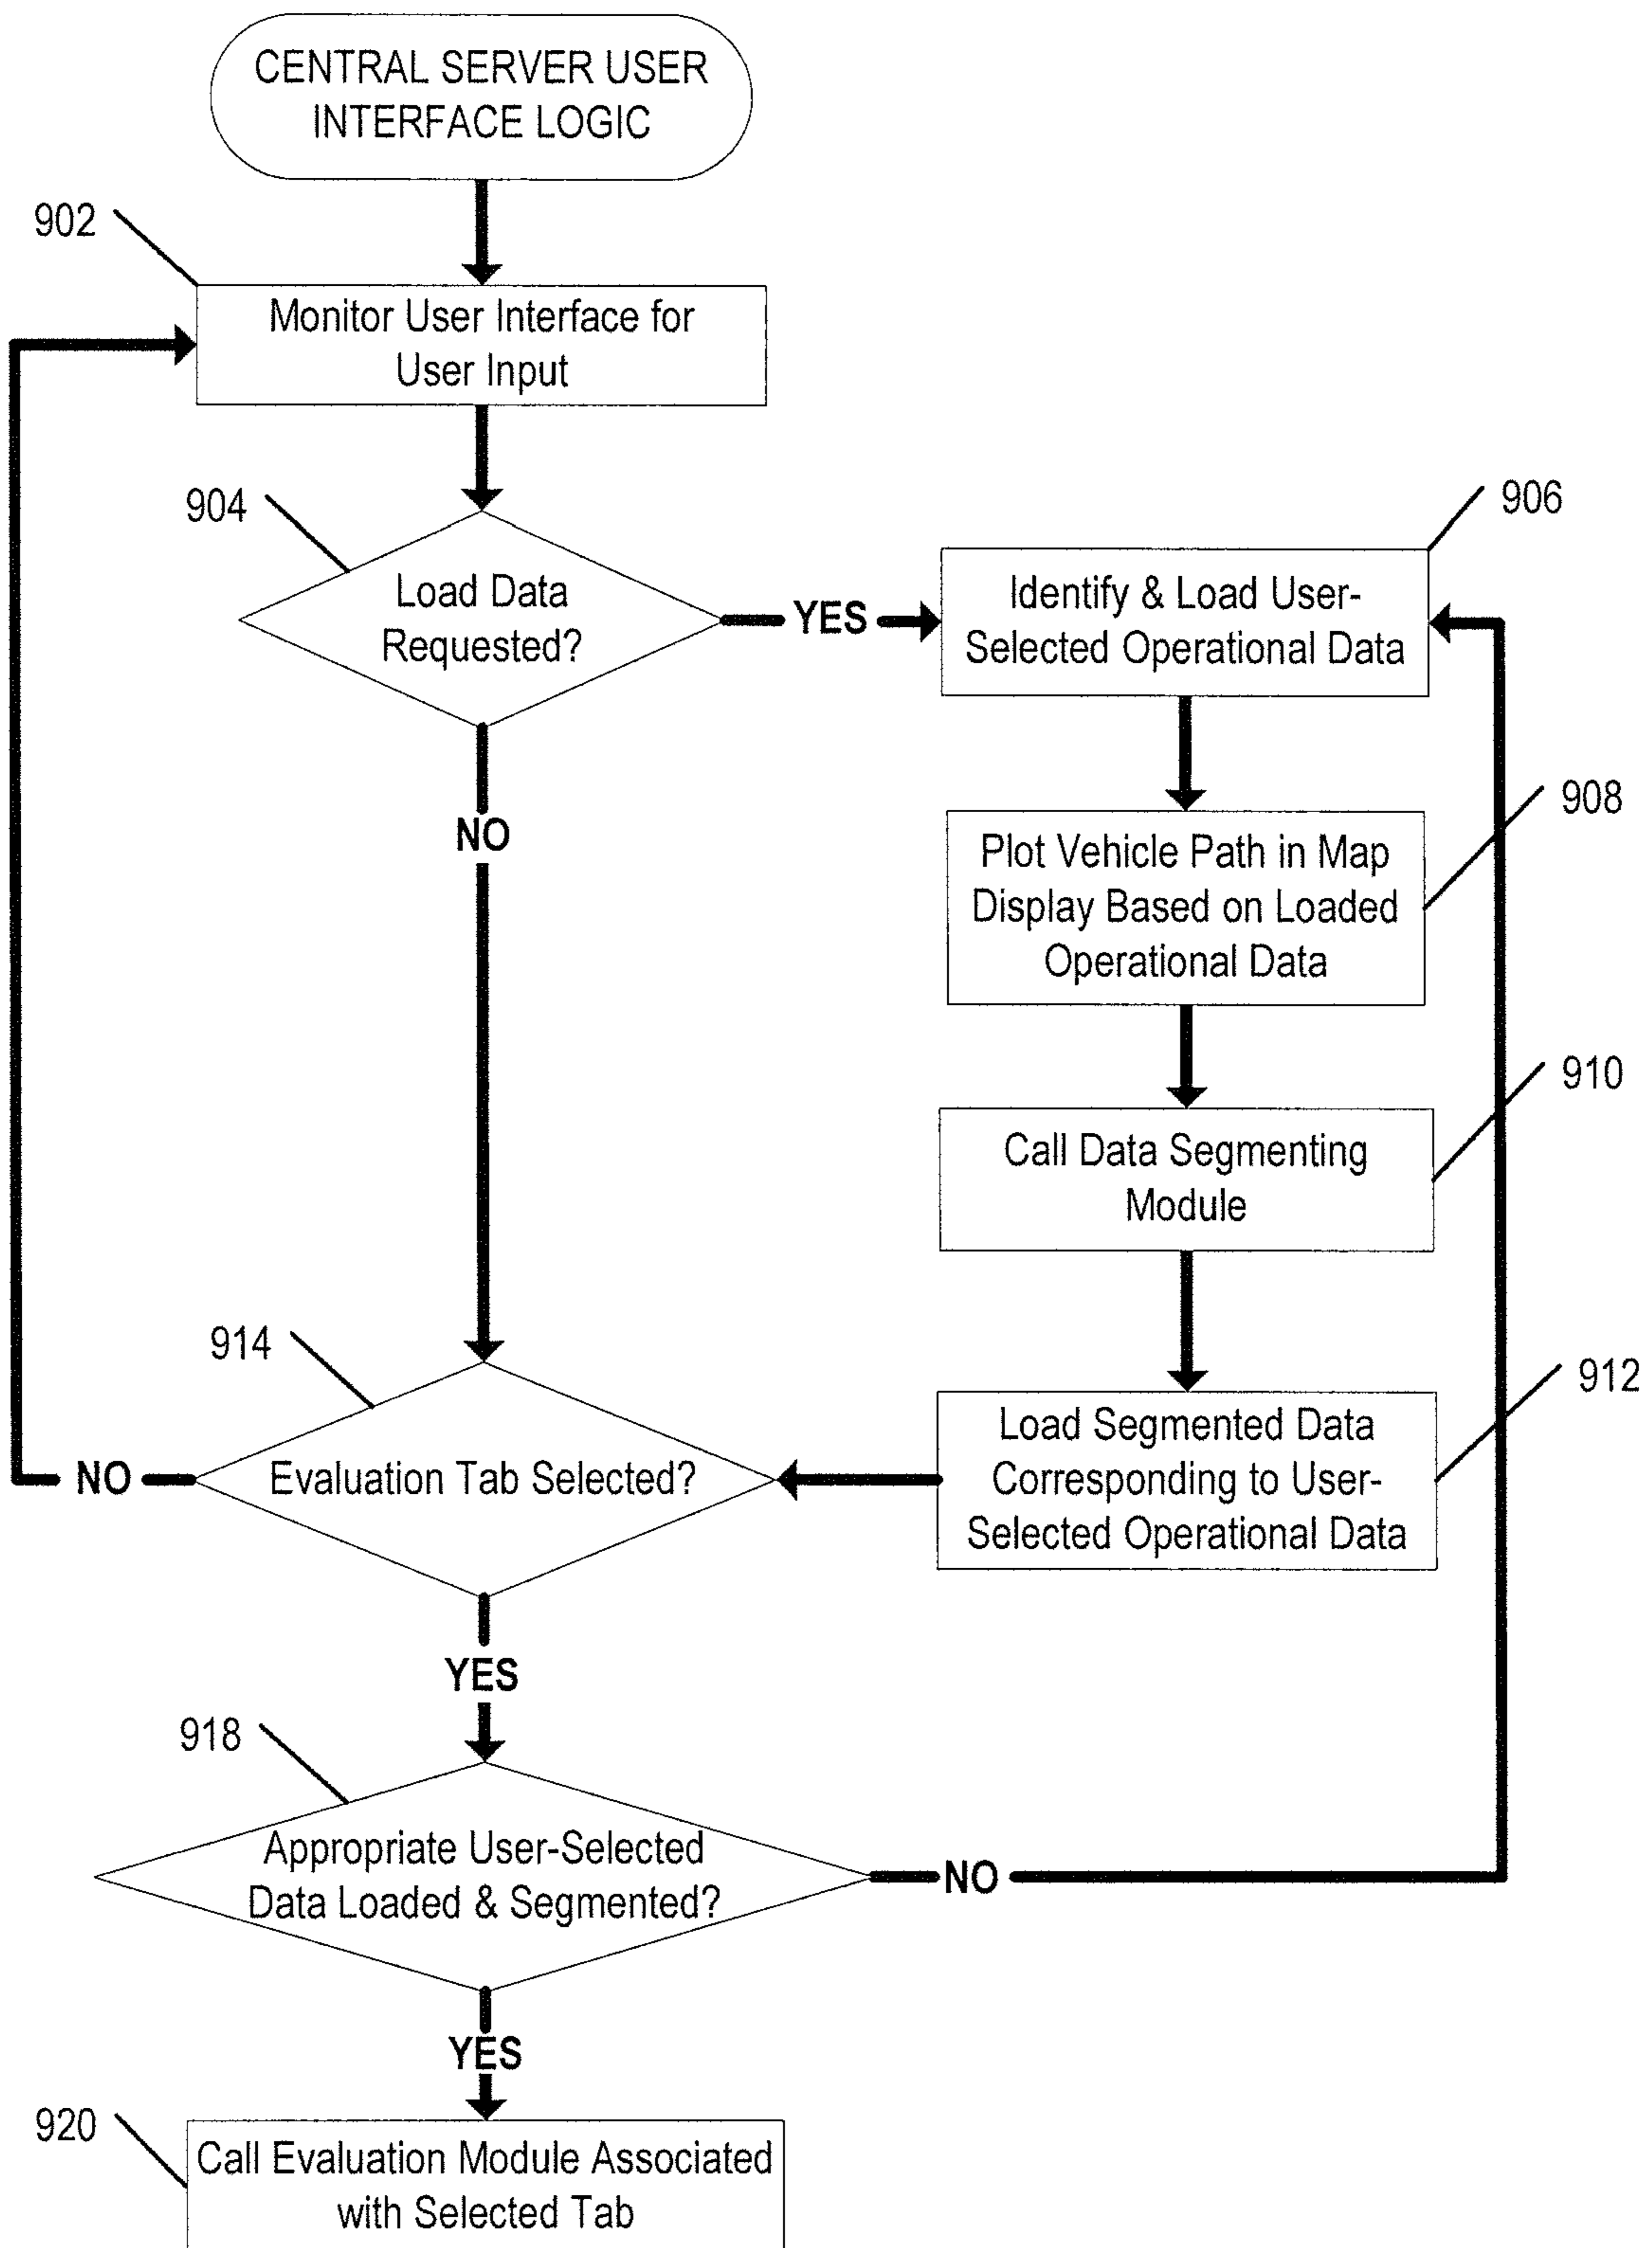 CENTRAL SERVER USER
INTERFACE LOGIC
902
Monitor User Interface for
User Input
904
Load Data
Requested?
YES
906
Identify & Load User-
Selected Operational Data
NO
908
Plot Vehicle Path in Map
Display Based on Loaded
Operational Data
910
Call Data Segmenting
Module
914
Evaluation Tab Selected?
NO
912
Load Segmented Data
Corresponding to User-
Selected Operational Data
YES
918
Appropriate User-Selected
Data Loaded & Segmented?
NO
YES
920
Call Evaluation Module Associated
with Selected Tab